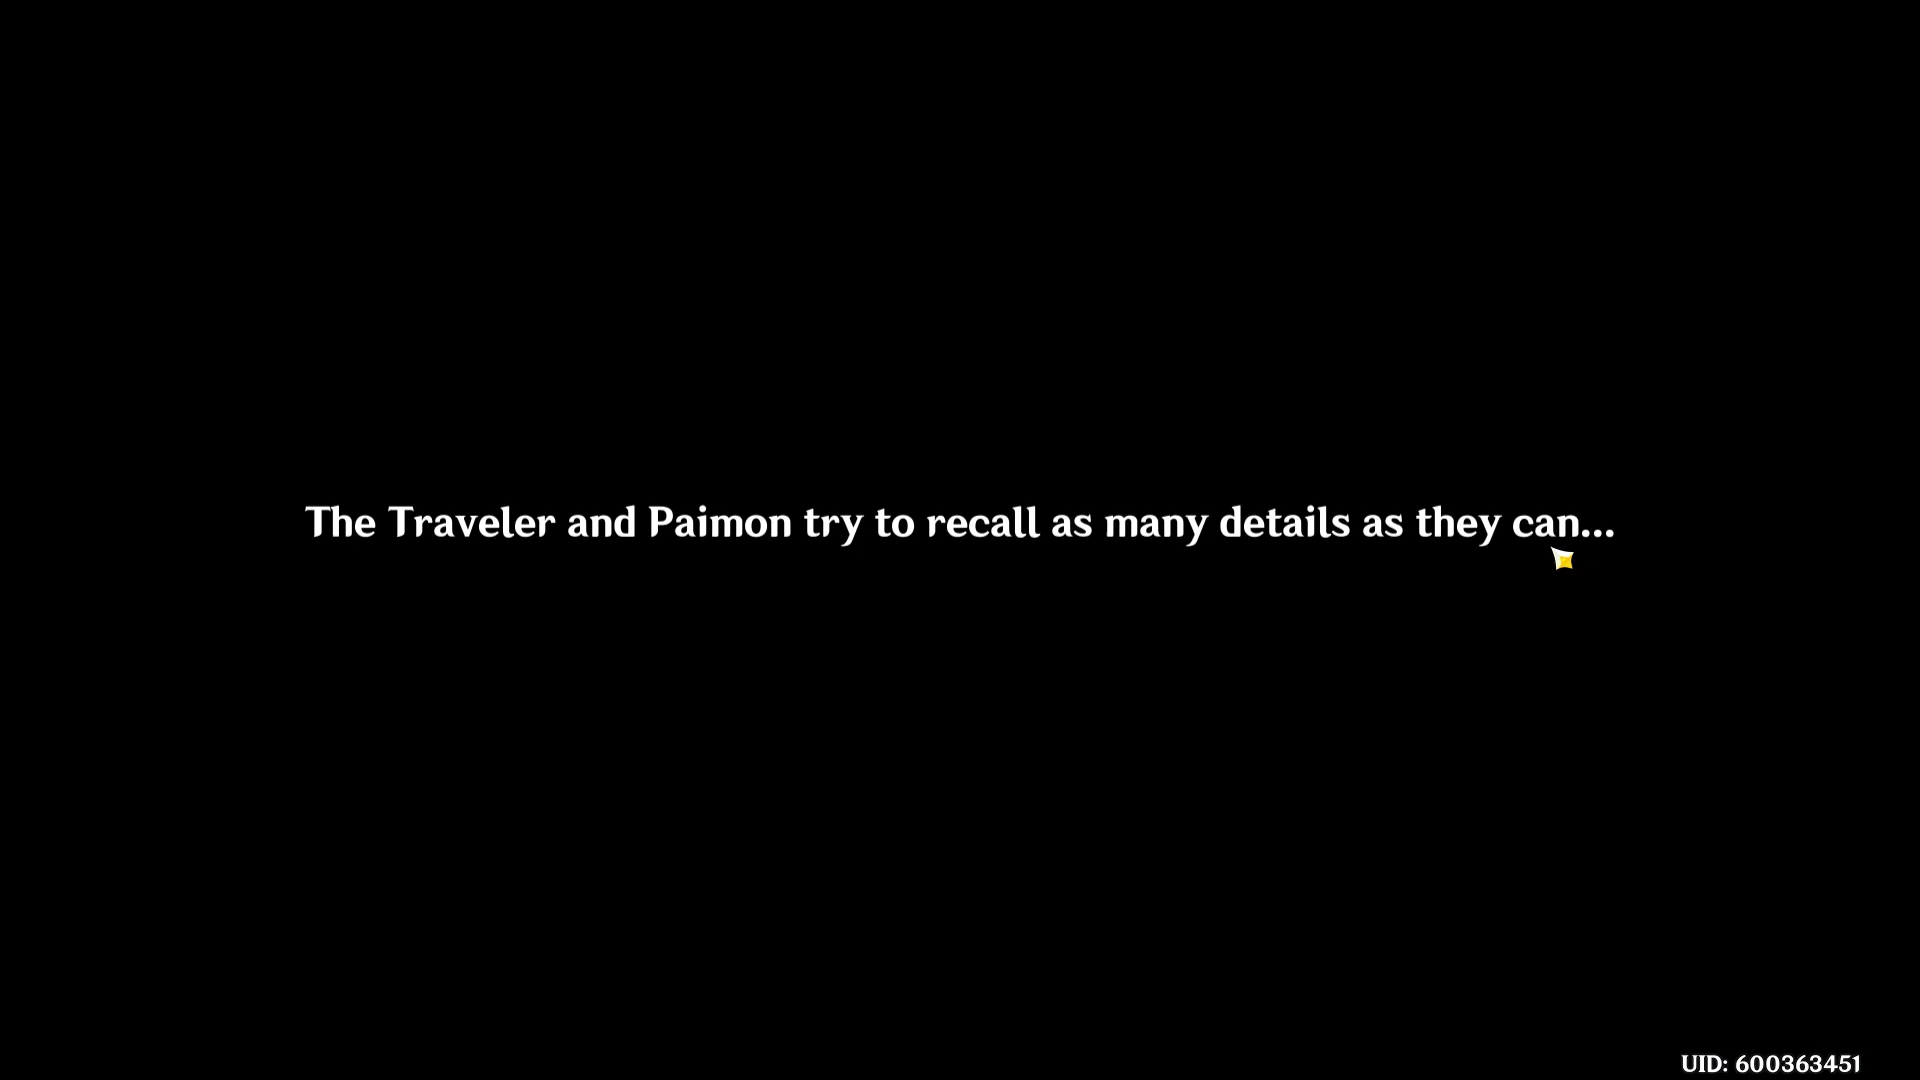 The Traveler and Paimon try to recall as many details as they can...
UID: 600363451